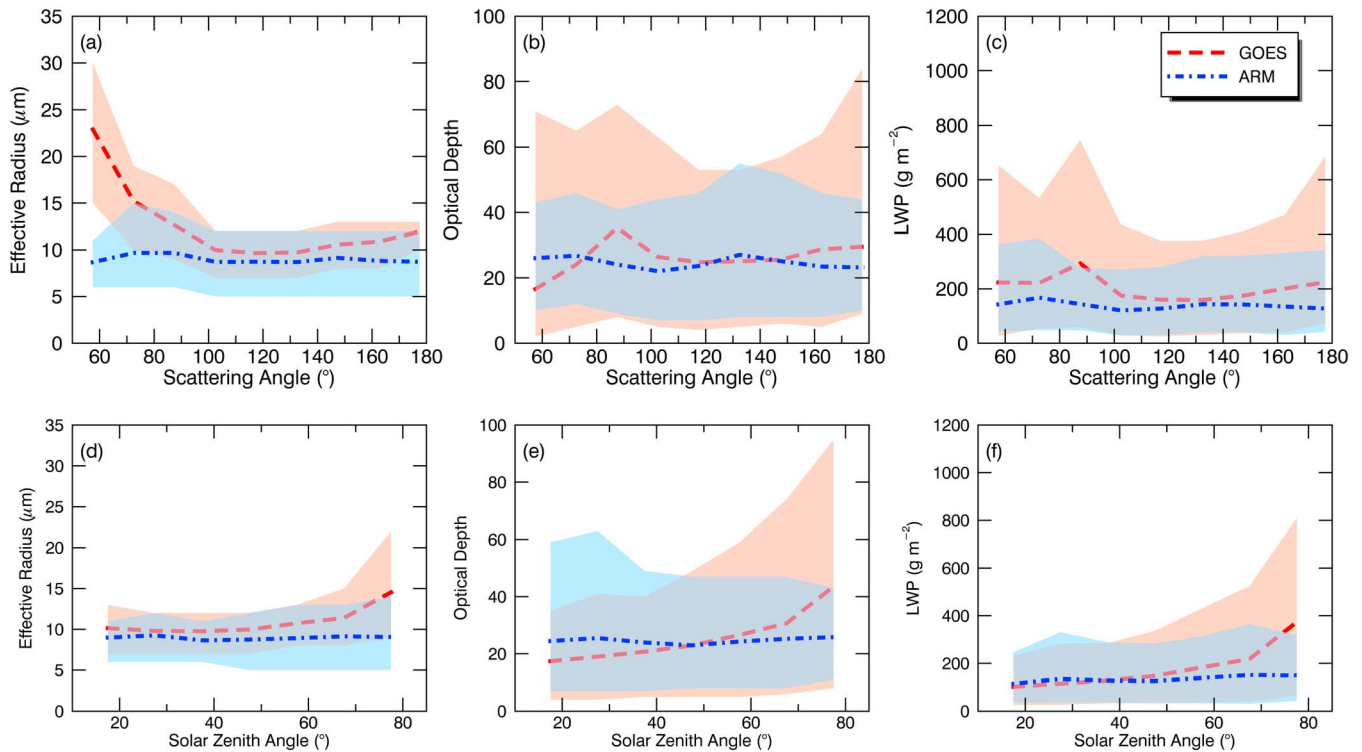 (a)
Effective Radius (μm)
35
30
25
20
15
10
5
0
60 80 100 120 140 160 180
Scattering Angle (°)
(b)
Optical Depth
100
80
60
40
20
0
60 80 100 120 140 160 180
Scattering Angle (°)
(c)
GOES
ARM
LWP (g m⁻²)
1200
1000
800
600
400
200
0
60 80 100 120 140 160 180
Scattering Angle (°)
(d)
Effective Radius (μm)
35
30
25
20
15
10
5
0
20 40 60 80
Solar Zenith Angle (°)
(e)
Optical Depth
100
80
60
40
20
0
20 40 60 80
Solar Zenith Angle (°)
(f)
LWP (g m⁻²)
1200
1000
800
600
400
200
0
20 40 60 80
Solar Zenith Angle (°)